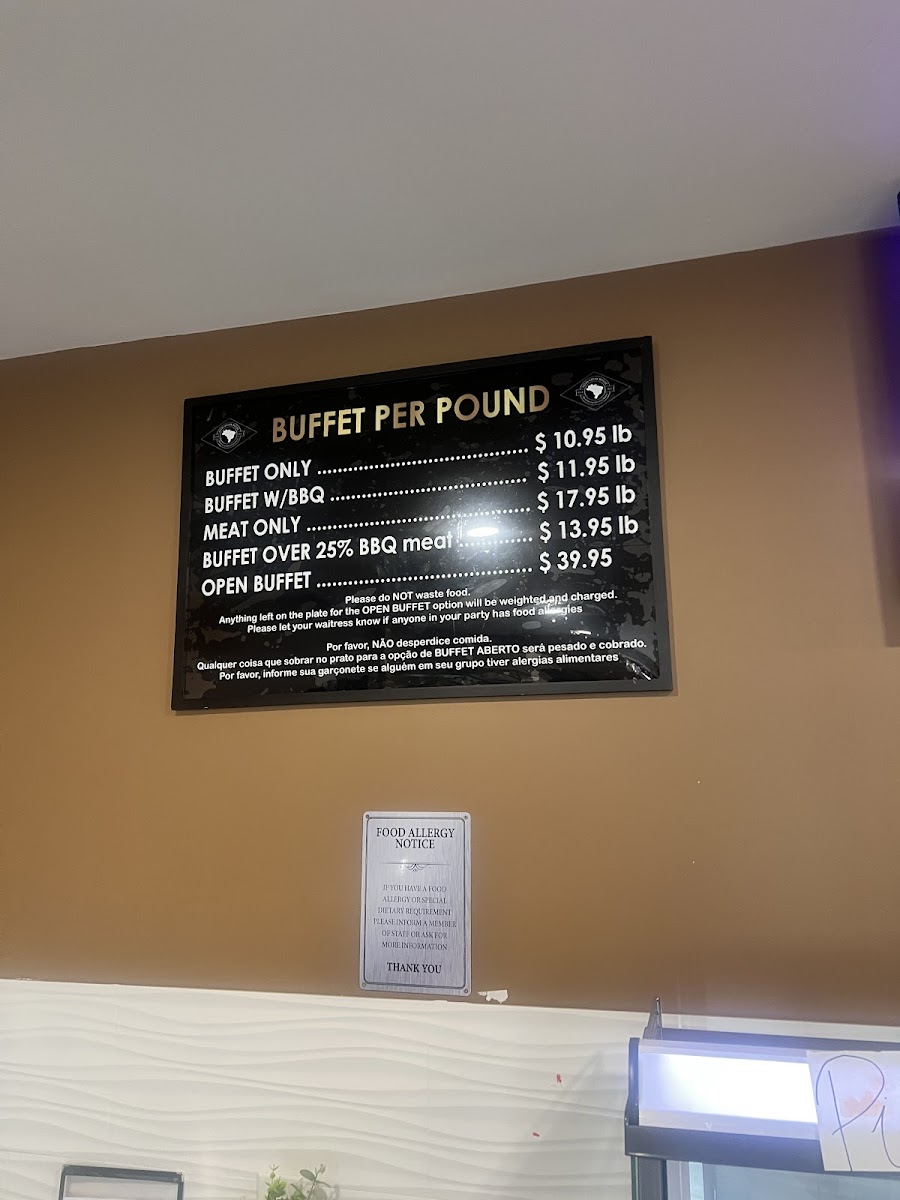 BUFFET PER POUND
BUFFET ONLY ........................................ $ 10.95 lb
BUFFET W/BBQ ..................................... $ 11.95 lb
MEAT ONLY .......................................... $ 17.95 lb
BUFFET OVER 25% BBQ meat ............... $ 13.95 lb
OPEN BUFFET ........................................ $ 39.95
Please do NOT waste food.
Anything left on the plate for the OPEN BUFFET option will be weighted and charged.
Please let your waitress know if anyone in your party has food allergies
Por favor, NÃO desperdice comida.
Qualquer coisa que sobrar no prato para a opção de BUFFET ABERTO será pesado e cobrado.
Por favor, informe sua garçonete se alguém em seu grupo tiver alergias alimentares
FOOD ALLERGY
NOTICE
IF YOU HAVE A FOOD
ALLERGY OR SPECIAL
DIETARY REQUIREMENT
PLEASE INFORM A MEMBER
OF STAFF OR ASK FOR
MORE INFORMATION
THANK YOU
Pi